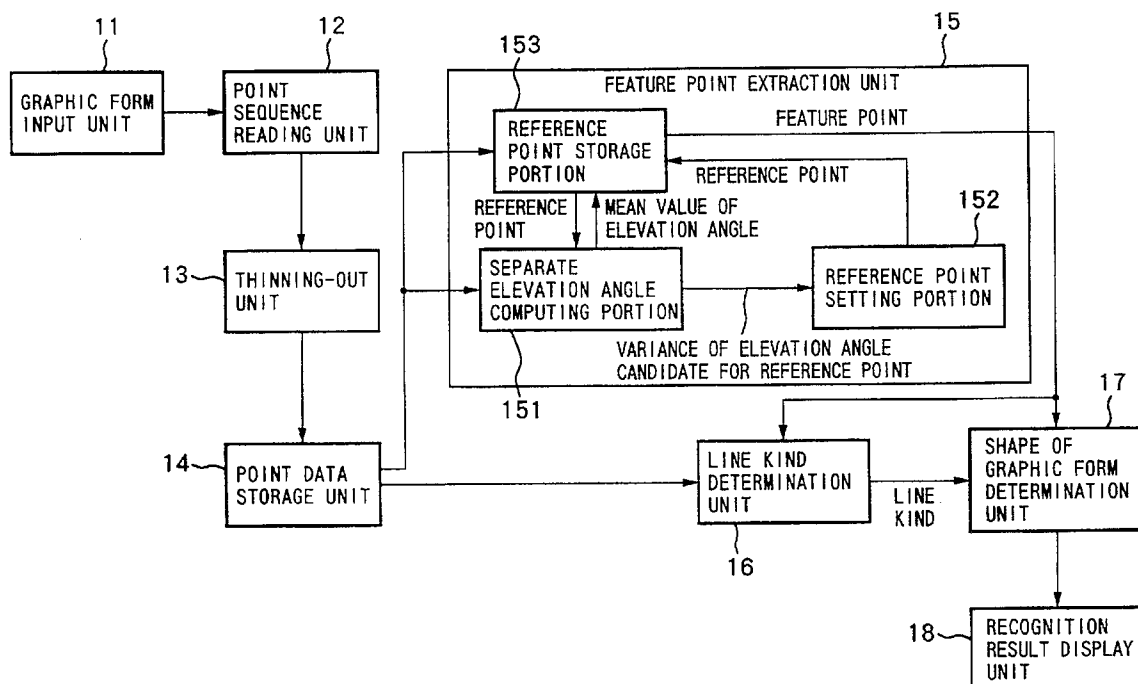 11
GRAPHIC FORM
INPUT UNIT
12
POINT
SEQUENCE
READING UNIT
13
THINNING-OUT
UNIT
14
POINT DATA
STORAGE UNIT
15
FEATURE POINT EXTRACTION UNIT
153
REFERENCE
POINT STORAGE
PORTION
FEATURE POINT
REFERENCE POINT
REFERENCE
POINT
MEAN VALUE OF
ELEVATION ANGLE
152
SEPARATE
ELEVATION ANGLE
COMPUTING PORTION
REFERENCE POINT
SETTING PORTION
151
VARIANCE OF ELEVATION ANGLE
CANDIDATE FOR REFERENCE POINT
LINE KIND
DETERMINATION
UNIT
16
LINE
KIND
17
SHAPE OF
GRAPHIC FORM
DETERMINATION
UNIT
18
RECOGNITION
RESULT DISPLAY
UNIT